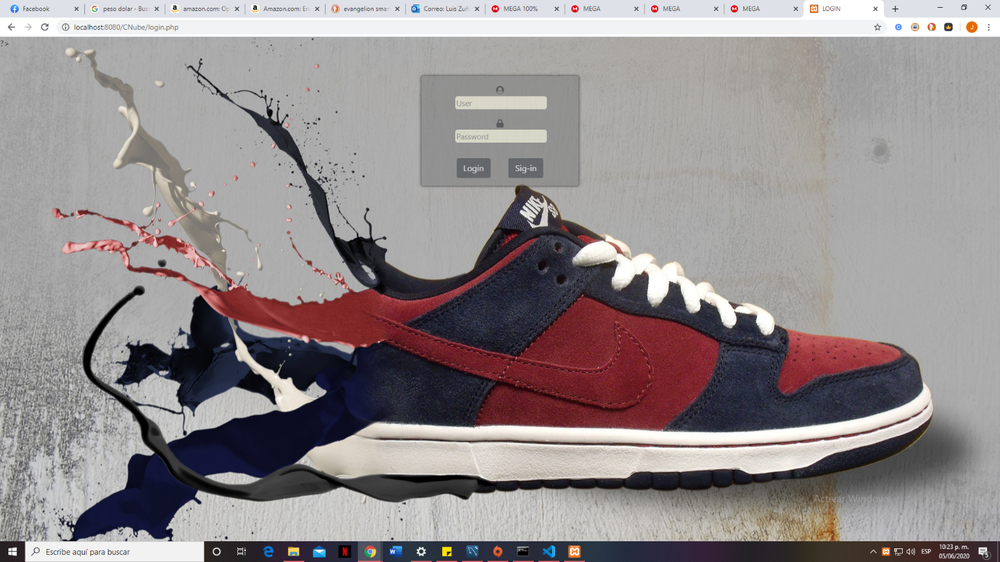 Facebook
peso dolar - Bus
amazon.com: Op
Amazon.com: En
evangelion smar
Correo: Luis Zuñ
MEGA 100%
MEGA
MEGA
MEGA
LOGIN
localhost:8080/CNube/login.php
J
?>
User
Password
Login
Sig-in
NIKE
SB
Activar Windows
Escribe aquí para buscar
ESP
10:23 p. m.
05/06/2020
5